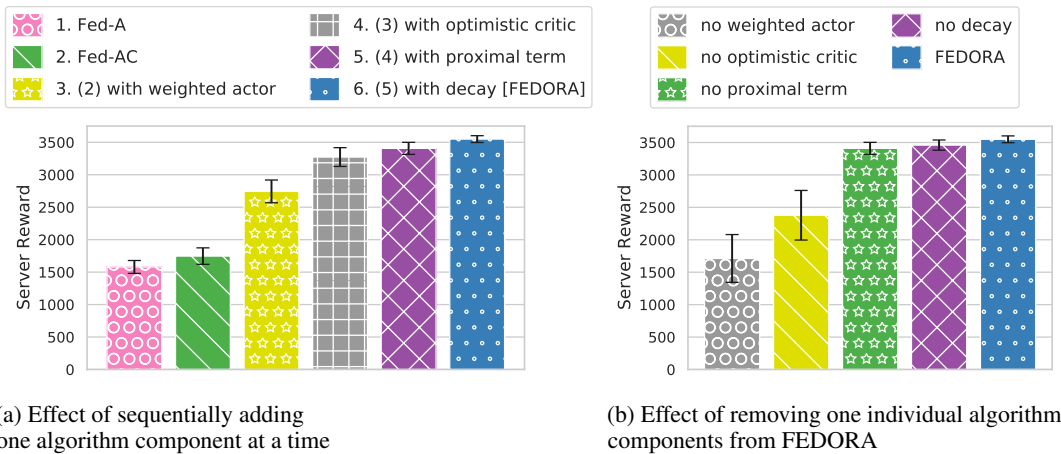 1. Fed-A
2. Fed-AC
3. (2) with weighted actor
4. (3) with optimistic critic
5. (4) with proximal term
6. (5) with decay [FEDORA]
no weighted actor
no optimistic critic
no proximal term
no decay
FEDORA
3500
3000
2500
2000
1500
1000
500
0
Server Reward
3500
3000
2500
2000
1500
1000
500
0
Server Reward
a) Effect of sequentially adding
one algorithm component at a time
(b) Effect of removing one individual algorithm
components from FEDORA